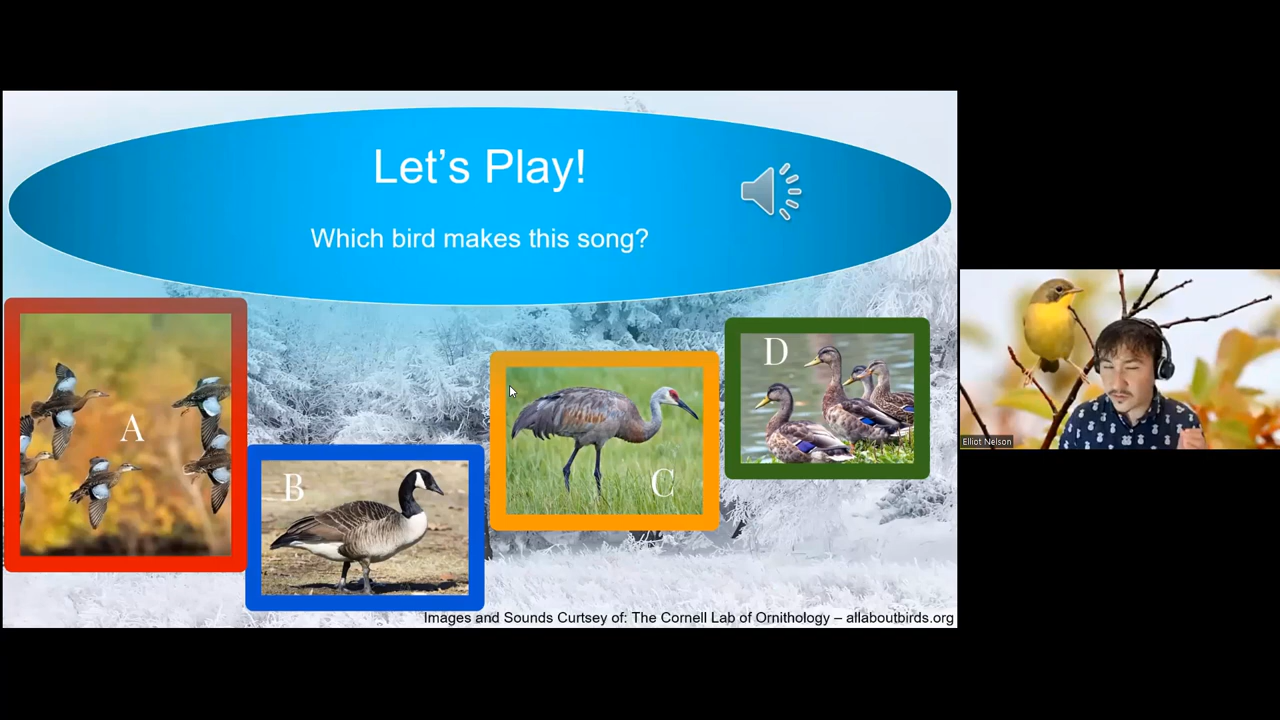 Let's Play!
Which bird makes this song?
A
B
C
D
Images and Sounds Curtsey of: The Cornell Lab of Ornithology – allaboutbirds.org
Elliot Nelson